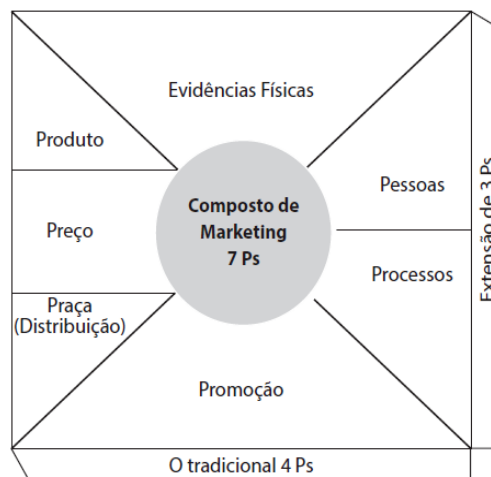 Evidências Físicas
Produto
Preço
Praça
(Distribuição)
Composto de
Marketing
7 Ps
Pessoas
Processos
Promoção
Extensão de 3 Ps
O tradicional 4 Ps